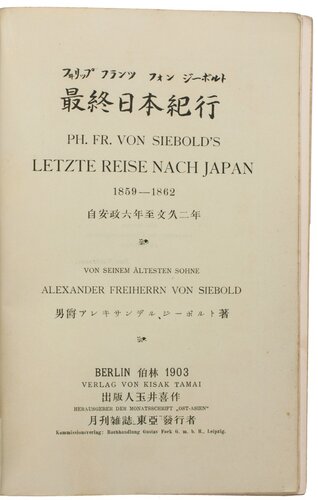 フィリップ フランツ フォン ジーボルト
最終日本紀行
PH. FR. VON SIEBOLD'S
LETZTE REISE NACH JAPAN
1859—1862
自安政六年至文久二年
VON SEINEM ÄLTESTEN SOHNE
ALEXANDER FREIHERRN VON SIEBOLD
男爵アレキサンデル、ジーボルト著
BERLIN 伯林 1903
VERLAG VON KISAK TAMAI
出版人玉井喜作
HERAUSGEBER DER MONATSSCHRIFT „OST-ASIEN"
月刊雑誌東亞發行者
Kommissionsverlag: Buchhandlung Gustav Fock G. m. b. H., Leipzig.